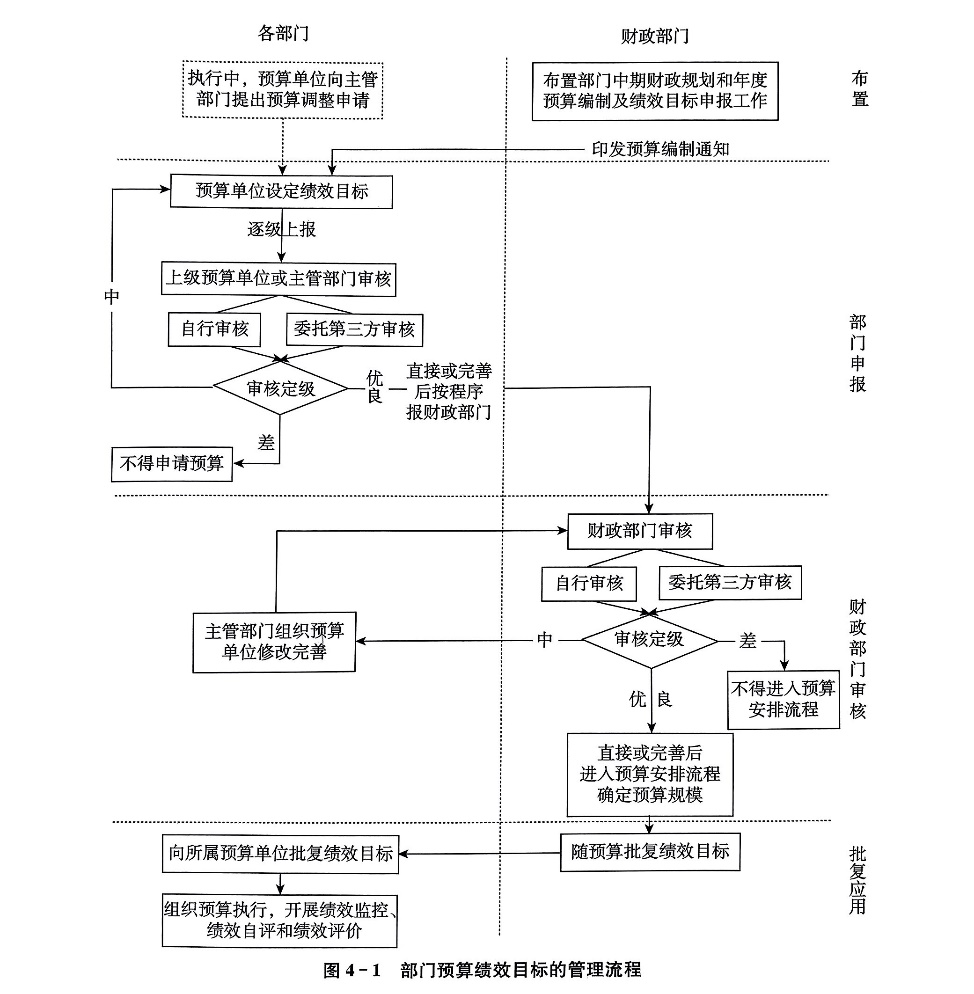 各部门
财政部门
执行中，预算单位向主管
部门提出预算调整申请
布置部门中期财政规划和年度
预算编制及绩效目标申报工作
布
置
印发预算编制通知
预算单位设定绩效目标
逐级上报
上级预算单位或主管部门审核
中
自行审核
委托第三方审核
部
门
申
报
审核定级
优
良
直接或完善
后按程序
报财政部门
差
不得申请预算
财政部门审核
自行审核
委托第三方审核
主管部门组织预算
单位修改完善
中
审核定级
差
财
政
部
门
审
核
不得进入预算
安排流程
优 良
直接或完善后
进入预算安排流程
确定预算规模
向所属预算单位批复绩效目标
随预算批复绩效目标
批
复
应
用
组织预算执行，开展绩效监控、
绩效自评和绩效评价
图 4-1 部门预算绩效目标的管理流程